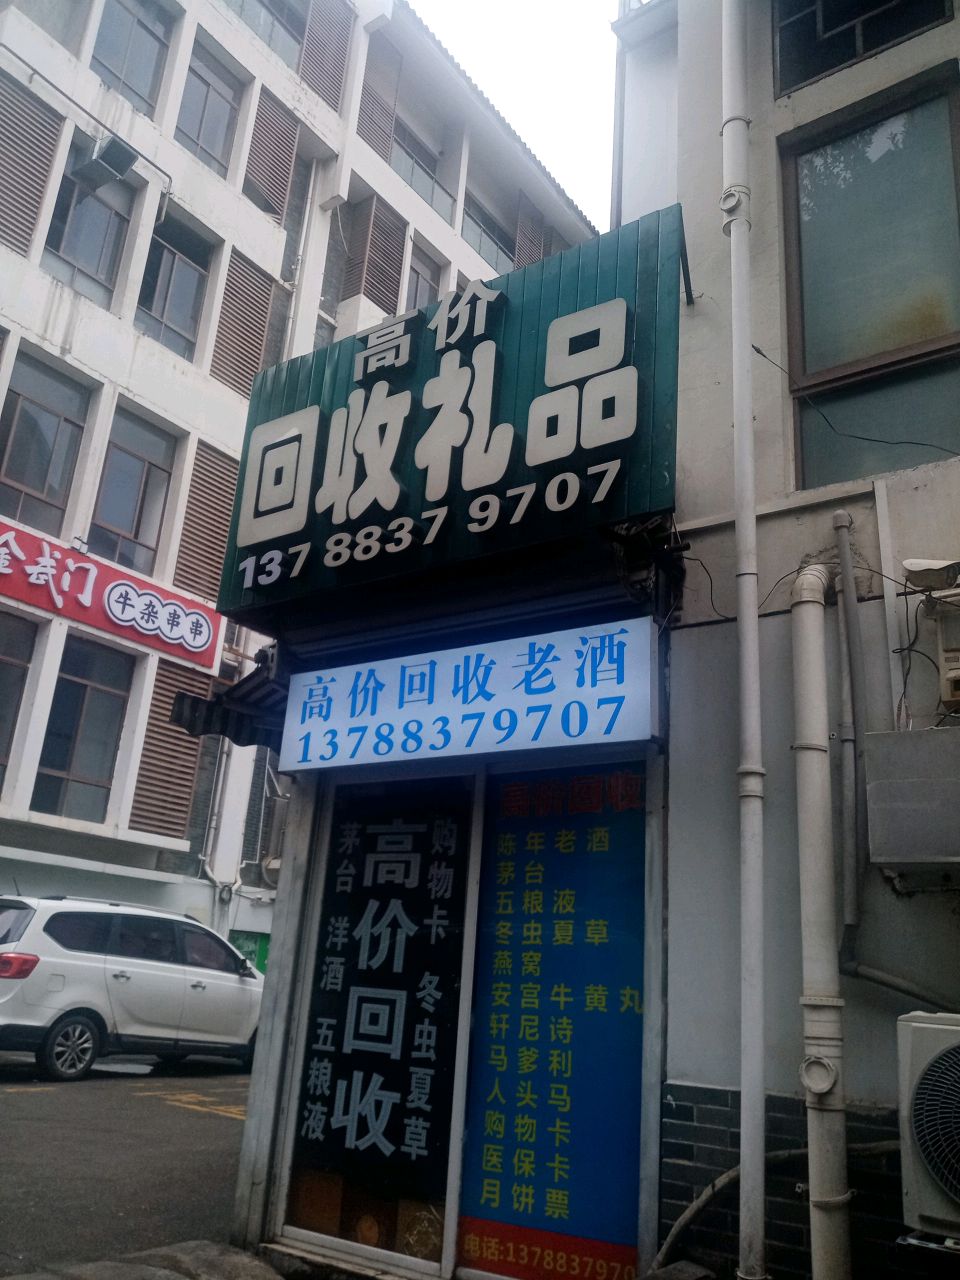 高价
回收礼品
137 8837 9707
金武门
牛杂串串
高价回收老酒
13788379707
购物卡 冬虫夏草
高价回收
茅台 洋酒 五粮液
高价回收
陈年老酒
茅台
五粮液
冬虫夏草
燕窝
安宫牛黄丸
轩尼诗
马爹利
人头马
购物卡
医保卡
月饼票
电话:1378837970